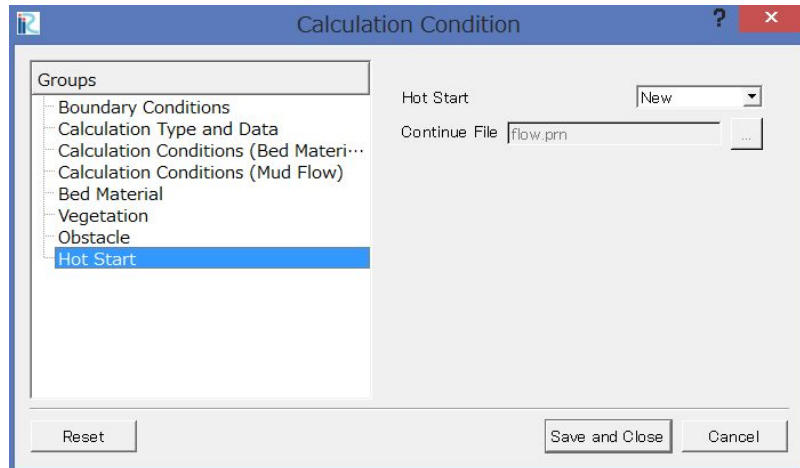 iRIC
Calculation Condition
?
×
Groups
Boundary Conditions
Calculation Type and Data
Calculation Conditions (Bed Materi⋯
Calculation Conditions (Mud Flow)
Bed Material
Vegetation
Obstacle
Hot Start
Hot Start New
Continue File flow.prn ...
Reset
Save and Close
Cancel